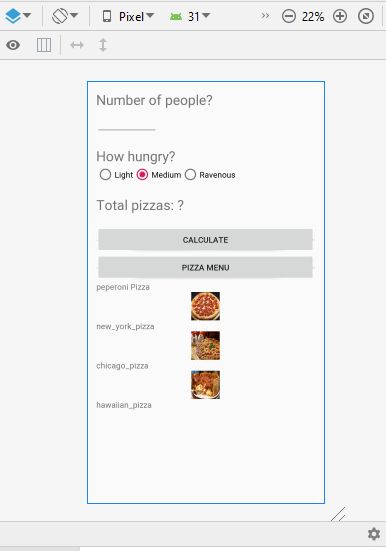 Pixel 31 22%
Number of people?
How hungry?
Light Medium Ravenous
Total pizzas: ?
CALCULATE
PIZZA MENU
peperoni Pizza
new_york_pizza
chicago_pizza
hawaiian_pizza